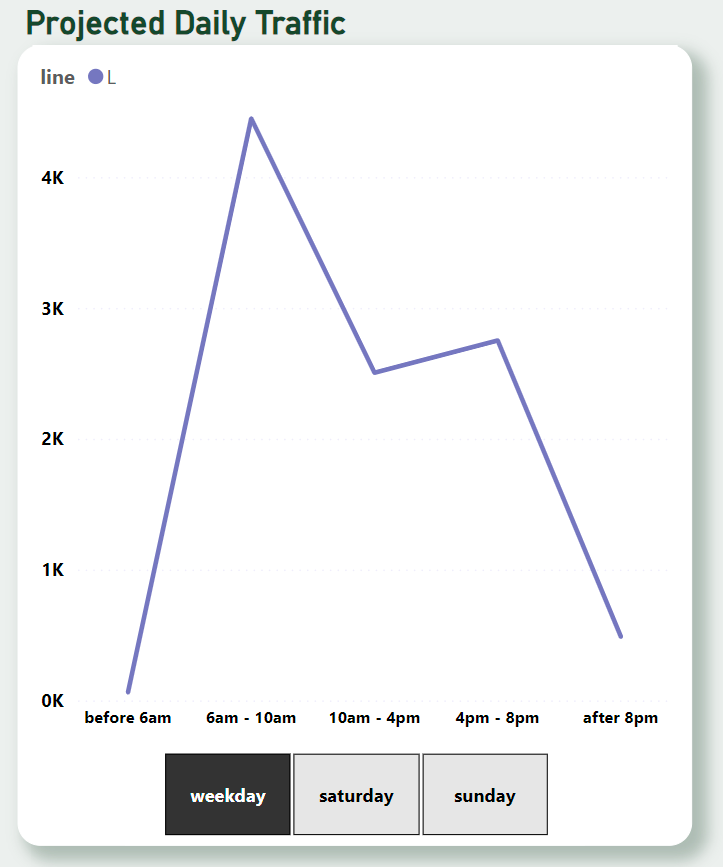 Projected Daily Traffic
line L
4K
3K
2K
1K
0K
before 6am 6am - 10am 10am - 4pm 4pm - 8pm after 8pm
weekday saturday sunday